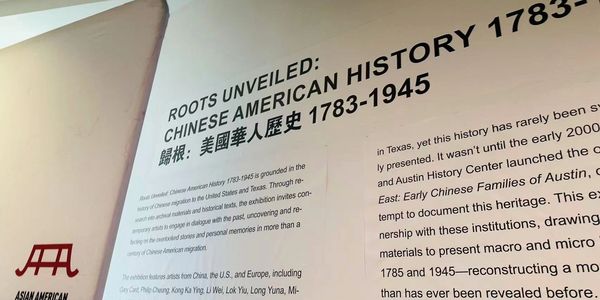 ROOTS UNVEILED:
CHINESE AMERICAN HISTORY 1783-
歸根：美國華人歷史 1783-1945
Roots Unveiled: Chinese American History 1783-1945 is grounded in the
history of Chinese migration to the United States and Texas. Through re-
search into archival materials and historical texts, the exhibition invites con-
temporary artists to engage in dialogue with the past, uncovering and re-
focusing on the overlooked stories and personal memories in more than a
century of Chinese American migration.
The exhibition features artists from China, the U.S., and Europe, including
Cary Card, Philip Cheung, Kong Ka Ying, Li Wei, Lok Yiu, Long Yuna, Mi-
in Texas, yet this history has rarely been sy
ly presented. It wasn't until the early 2000
and Austin History Center launched the o
East: Early Chinese Families of Austin, c
tempt to document this heritage. This ex
nership with these institutions, drawing
materials to present macro and micro
1785 and 1945—reconstructing a mo
than has ever been revealed before.
ASIAN AMERICAN